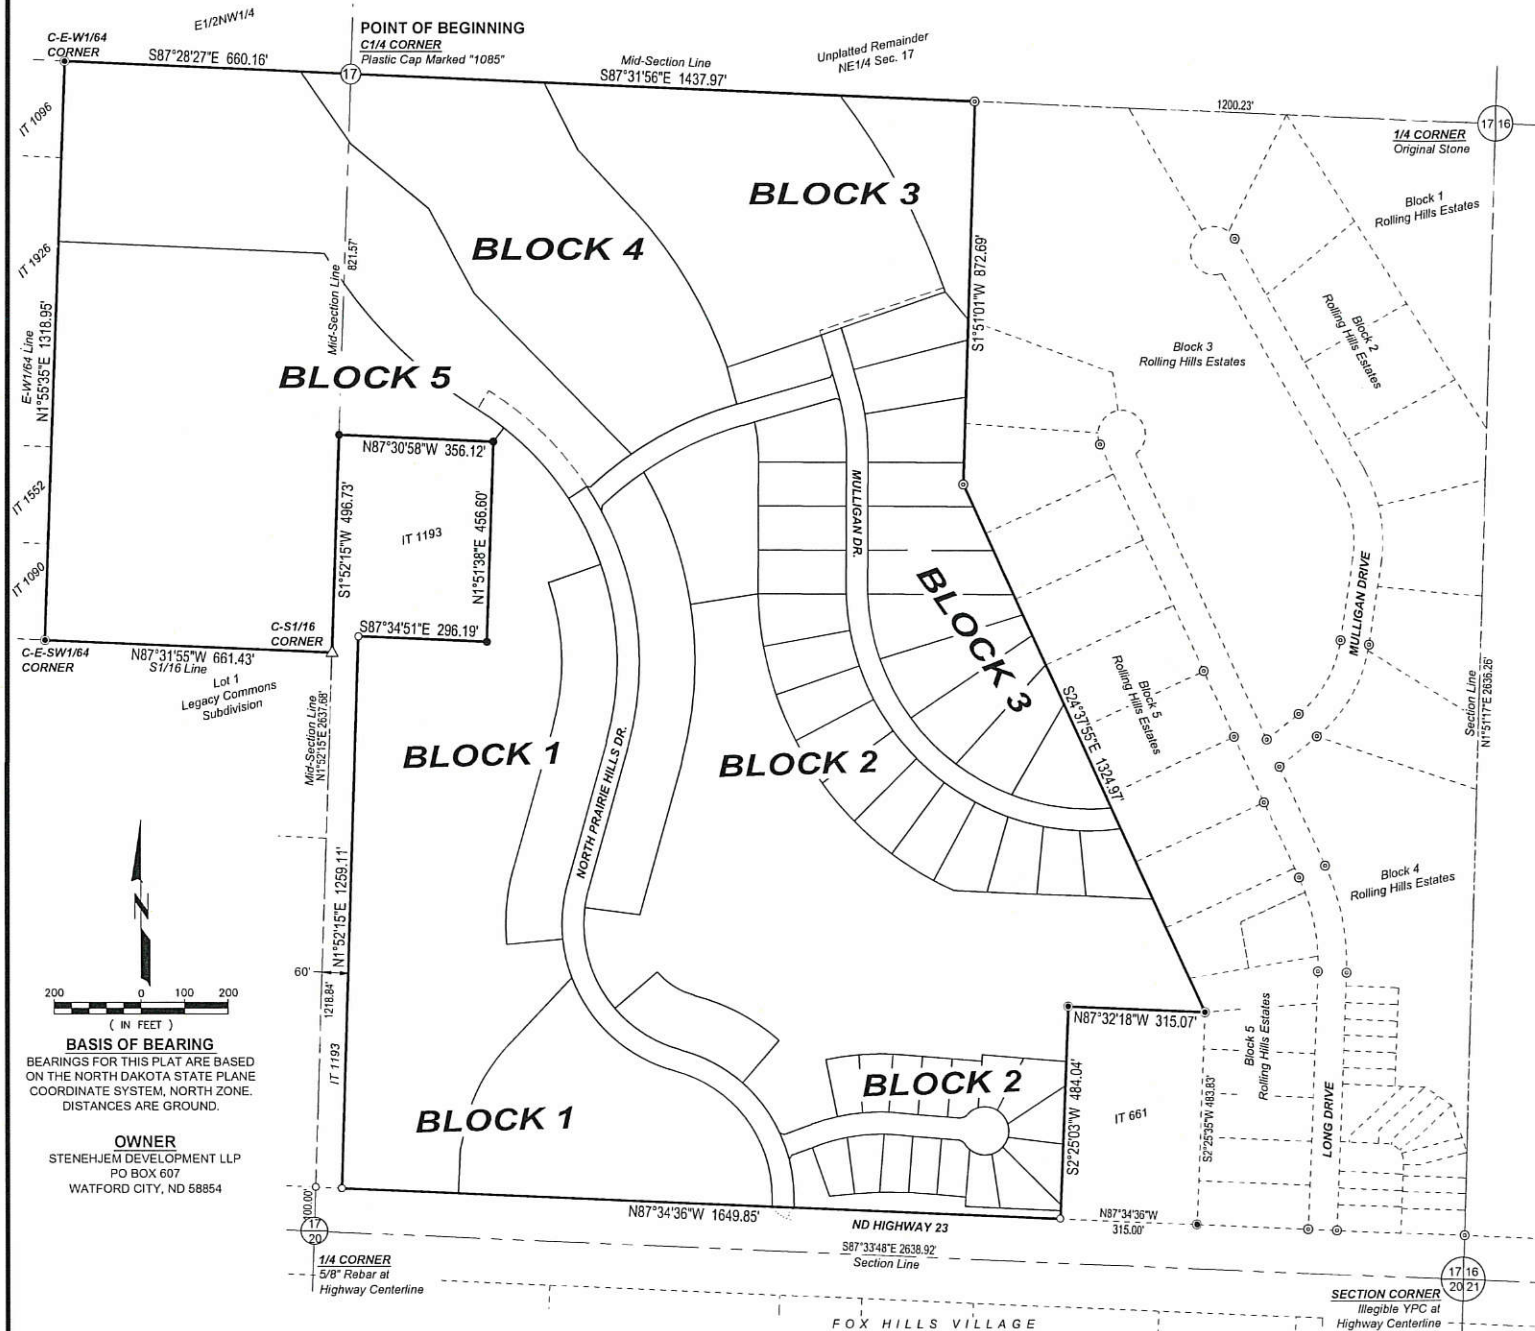 E1/2NW1/4
POINT OF BEGINNING
C1/4 CORNER
Plastic Cap Marked "1085"
C-E-W1/64
CORNER
S87°28'27"E 660.16'
17
Mid-Section Line
S87°31'56"E 1437.97'
Unplatted Remainder
NE1/4 Sec. 17
1200.23'
17 16
1/4 CORNER
Original Stone
IT 1096
IT 1926
IT 1552
IT 1090
E-W1/64 Line
N1°55'35"E 1318.95'
821.57'
Mid-Section Line
BLOCK 3
BLOCK 4
BLOCK 5
S1°51'01"W 872.69'
Block 1
Rolling Hills Estates
Block 2
Rolling Hills Estates
Block 3
Rolling Hills Estates
N87°30'58"W 356.12'
S1°52'15"W 496.73'
IT 1193
N1°51'38"E 456.60'
S87°34'51"E 296.19'
C-S1/16
CORNER
C-E-SW1/64
CORNER
N87°31'55"W 661.43'
S1/16 Line
Lot 1
Legacy Commons
Subdivision
Mid-Section Line
N1°52'15"E 2637.68'
MULLIGAN DR.
BLOCK 3
S24°37'55"E 1324.97'
Block 5
Rolling Hills Estates
MULLIGAN DRIVE
Section Line
N1°51'17"E 2636.26'
BLOCK 1
NORTH PRAIRIE HILLS DR.
BLOCK 2
Block 4
Rolling Hills Estates
N1°52'15"E 1259.11'
60'
1218.84'
IT 1193
N
200 0 100 200
( IN FEET )
BASIS OF BEARING
BEARINGS FOR THIS PLAT ARE BASED
ON THE NORTH DAKOTA STATE PLANE
COORDINATE SYSTEM, NORTH ZONE.
DISTANCES ARE GROUND.
OWNER
STENEHJEM DEVELOPMENT LLP
PO BOX 607
WATFORD CITY, ND 58854
BLOCK 1
BLOCK 2
N87°32'18"W 315.07'
S2°25'03"W 484.04'
IT 661
S2°25'35"W 483.83'
Block 5
Rolling Hills Estates
LONG DRIVE
100.00'
N87°34'36"W 1649.85'
ND HIGHWAY 23
N87°34'36"W
315.00'
S87°33'48"E 2638.92'
Section Line
17
20
1/4 CORNER
5/8" Rebar at
Highway Centerline
17 16
20 21
SECTION CORNER
Illegible YPC at
Highway Centerline
FOX HILLS VILLAGE